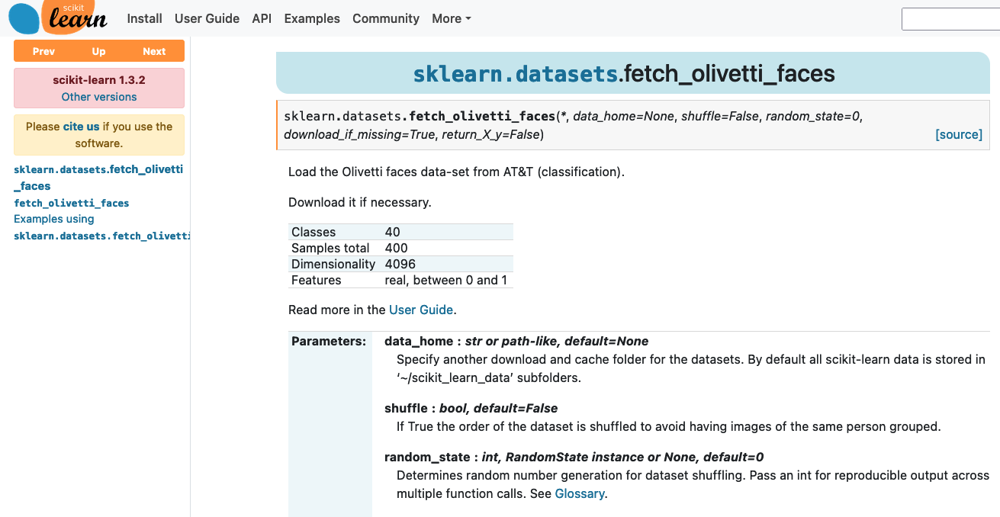 scikit
learn
Install User Guide API Examples Community More
Prev Up Next
scikit-learn 1.3.2
Other versions
Please cite us if you use the
software.
sklearn.datasets.fetch_olivetti
_faces
fetch_olivetti_faces
Examples using
sklearn.datasets.fetch_olivetti
sklearn.datasets.fetch_olivetti_faces
sklearn.datasets.fetch_olivetti_faces(*, data_home=None, shuffle=False, random_state=0,
download_if_missing=True, return_X_y=False) [source]
Load the Olivetti faces data-set from AT&T (classification).
Download it if necessary.
Classes 40
Samples total 400
Dimensionality 4096
Features real, between 0 and 1
Read more in the User Guide.
Parameters: data_home : str or path-like, default=None
Specify another download and cache folder for the datasets. By default all scikit-learn data is stored in
‘~/scikit_learn_data’ subfolders.
shuffle : bool, default=False
If True the order of the dataset is shuffled to avoid having images of the same person grouped.
random_state : int, RandomState instance or None, default=0
Determines random number generation for dataset shuffling. Pass an int for reproducible output across
multiple function calls. See Glossary.